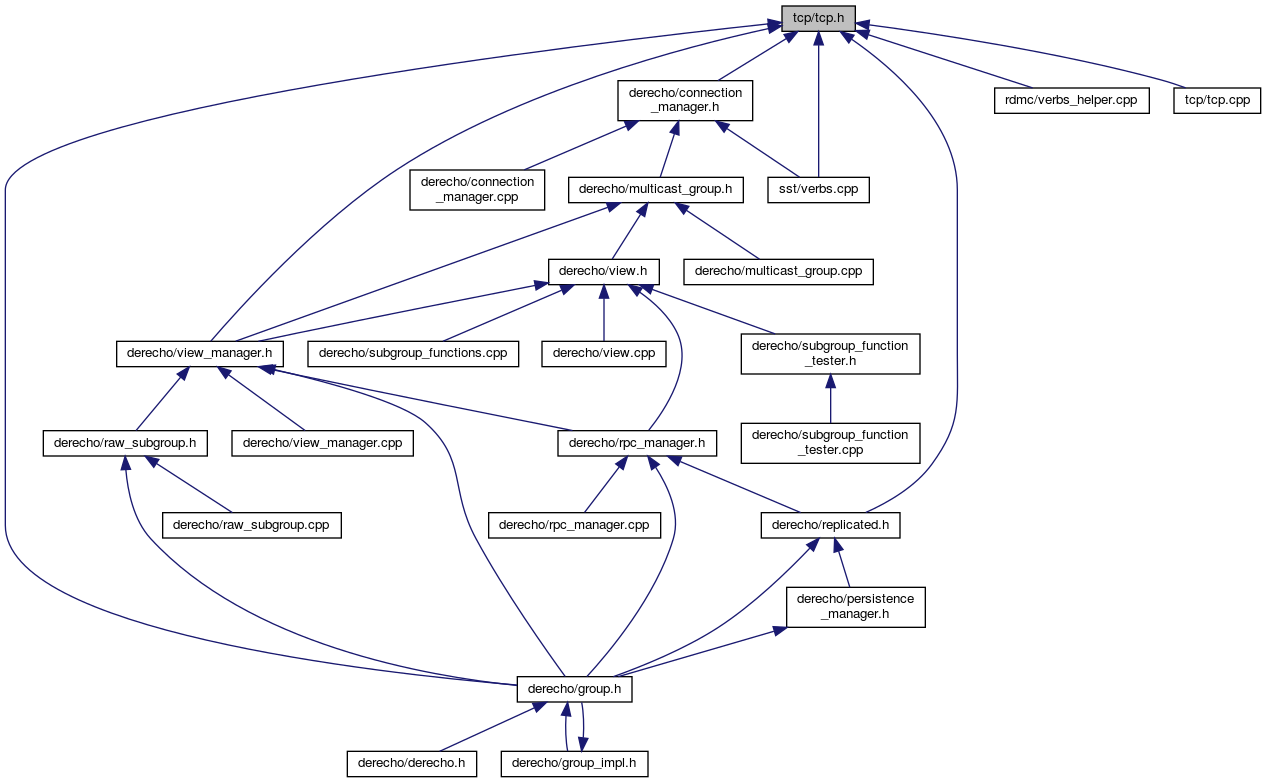 tcp/tcp.h
derecho/connection
_manager.h
rdmc/verbs_helper.cpp
tcp/tcp.cpp
derecho/connection
_manager.cpp
derecho/multicast_group.h
sst/verbs.cpp
derecho/view.h
derecho/multicast_group.cpp
derecho/view_manager.h
derecho/subgroup_functions.cpp
derecho/view.cpp
derecho/subgroup_function
_tester.h
derecho/raw_subgroup.h
derecho/view_manager.cpp
derecho/rpc_manager.h
derecho/subgroup_function
_tester.cpp
derecho/raw_subgroup.cpp
derecho/rpc_manager.cpp
derecho/replicated.h
derecho/persistence
_manager.h
derecho/group.h
derecho/derecho.h
derecho/group_impl.h